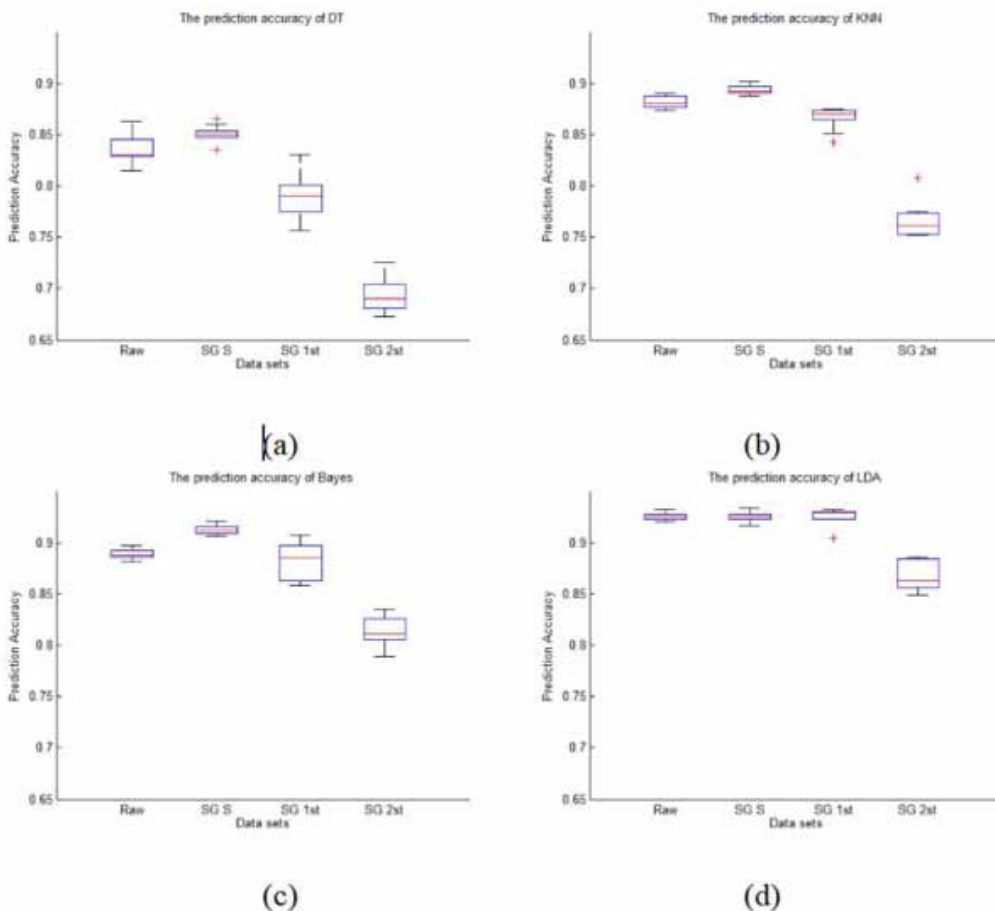 The prediction accuracy of DT
0.9
0.85
0.8
0.75
0.7
0.65
Prediction Accuracy
Raw SG S SG 1st SG 2st
Data sets
(a)
The prediction accuracy of KNN
0.9
0.85
0.8
0.75
0.7
0.65
Prediction Accuracy
Raw SG S SG 1st SG 2st
Data sets
(b)
The prediction accuracy of Bayes
0.9
0.85
0.8
0.75
0.7
0.65
Prediction Accuracy
Raw SG S SG 1st SG 2st
Data sets
(c)
The prediction accuracy of LDA
0.9
0.85
0.8
0.75
0.7
0.65
Prediction Accuracy
Raw SG S SG 1st SG 2st
Data sets
(d)